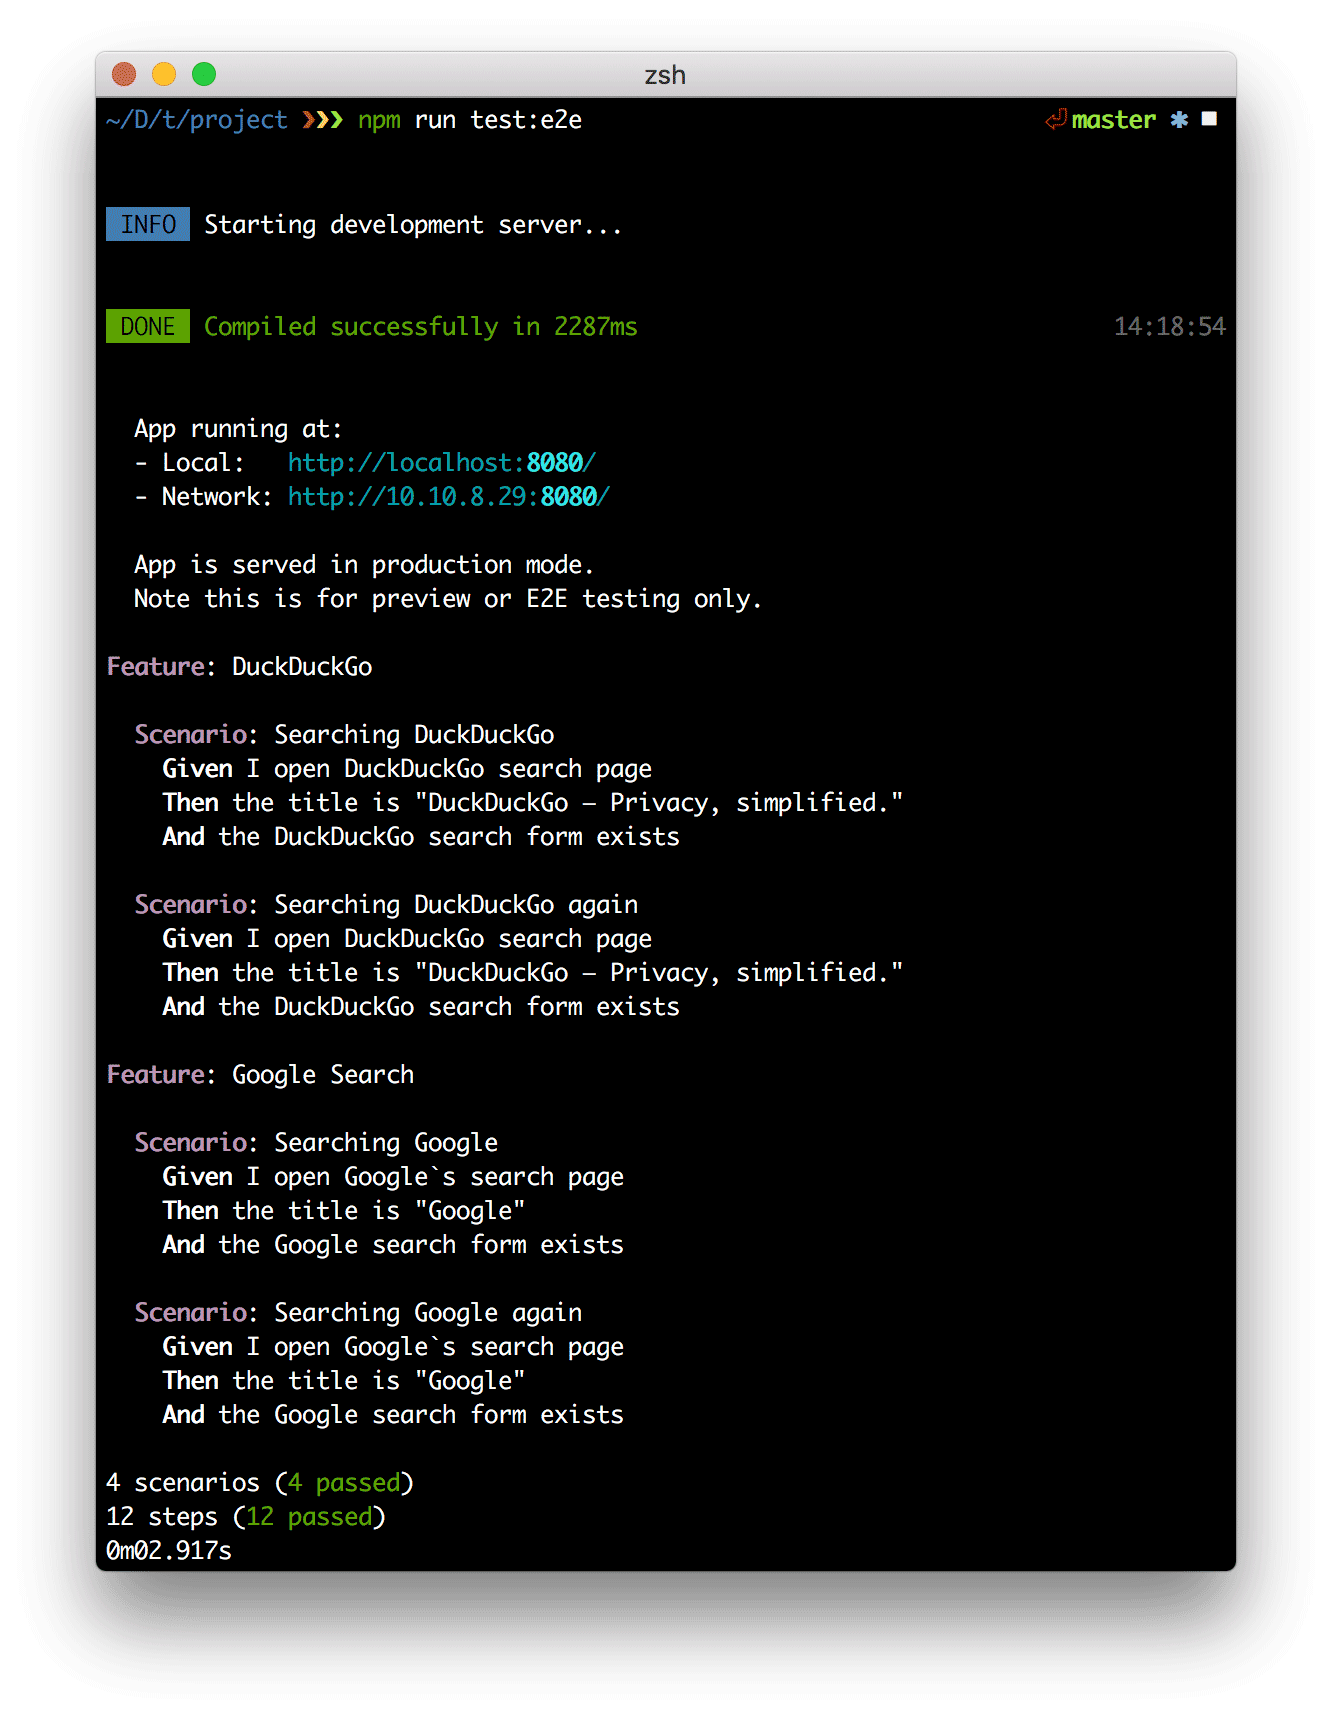 zsh
~/D/t/project ❯❯❯ npm run test:e2e ⏎ master ✱ ◼
INFO Starting development server...
DONE Compiled successfully in 2287ms 14:18:54
App running at:
- Local: http://localhost:8080/
- Network: http://10.10.8.29:8080/
App is served in production mode.
Note this is for preview or E2E testing only.
Feature: DuckDuckGo
Scenario: Searching DuckDuckGo
Given I open DuckDuckGo search page
Then the title is "DuckDuckGo — Privacy, simplified."
And the DuckDuckGo search form exists
Scenario: Searching DuckDuckGo again
Given I open DuckDuckGo search page
Then the title is "DuckDuckGo — Privacy, simplified."
And the DuckDuckGo search form exists
Feature: Google Search
Scenario: Searching Google
Given I open Google`s search page
Then the title is "Google"
And the Google search form exists
Scenario: Searching Google again
Given I open Google`s search page
Then the title is "Google"
And the Google search form exists
4 scenarios (4 passed)
12 steps (12 passed)
0m02.917s